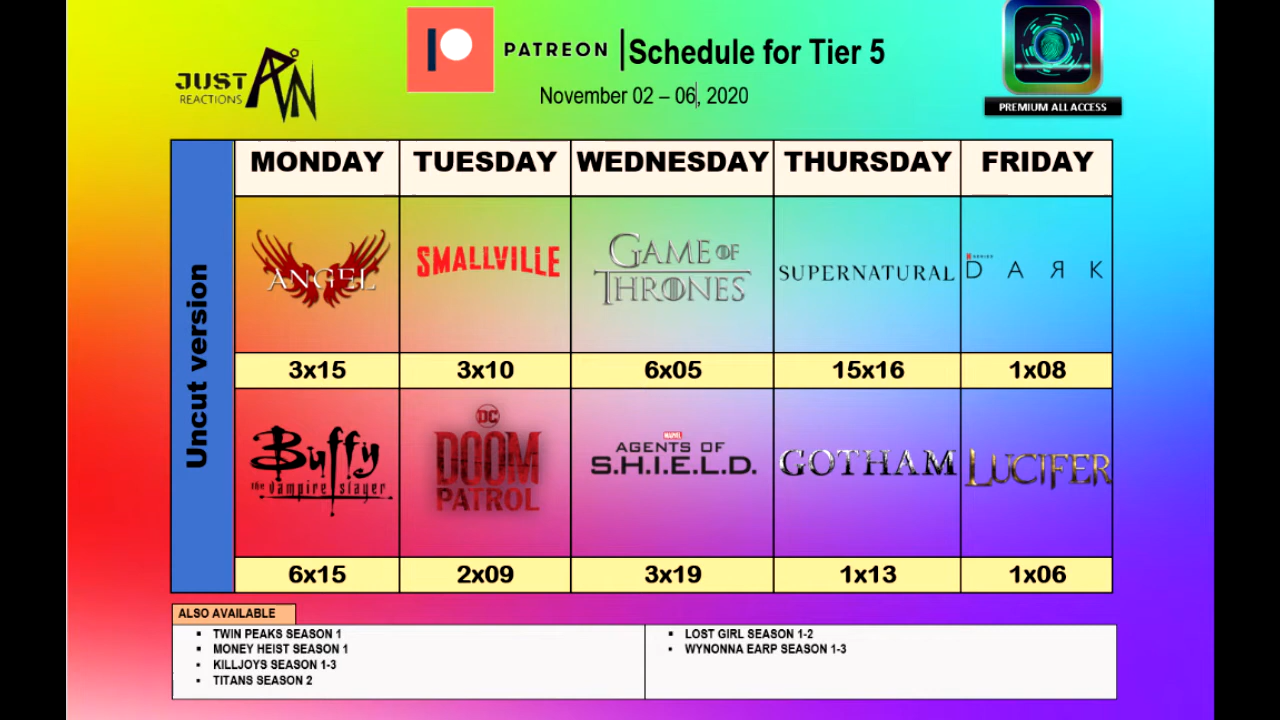 JUST
REACTIONS
PATREON
Schedule for Tier 5
November 02 – 06, 2020
PREMIUM ALL ACCESS
MONDAY TUESDAY WEDNESDAY THURSDAY FRIDAY
Uncut version
ANGEL
SMALLVILLE
GAME OF
THRONES
SUPERNATURAL
N SERIES
D A Я K
3x15 3x10 6x05 15x16 1x08
Buffy
the vampire slayer
DC
DOOM
PATROL
MARVEL
AGENTS OF
S.H.I.E.L.D.
GOTHAM
LUCIFER
6x15 2x09 3x19 1x13 1x06
ALSO AVAILABLE
▪ TWIN PEAKS SEASON 1
▪ MONEY HEIST SEASON 1
▪ KILLJOYS SEASON 1-3
▪ TITANS SEASON 2
▪ LOST GIRL SEASON 1-2
▪ WYNONNA EARP SEASON 1-3